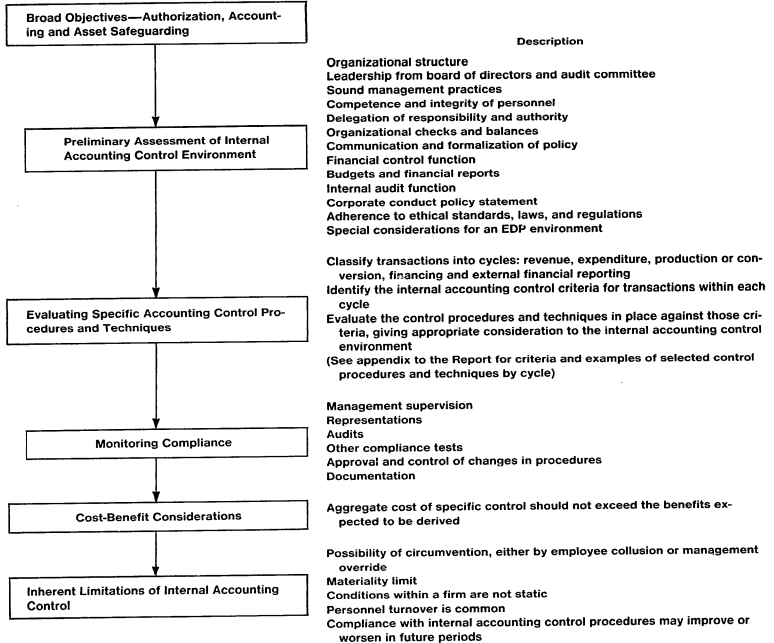 Broad Objectives—Authorization, Account-
ing and Asset Safeguarding
Description
Organizational structure
Leadership from board of directors and audit committee
Sound management practices
Competence and integrity of personnel
Delegation of responsibility and authority
Organizational checks and balances
Communication and formalization of policy
Financial control function
Budgets and financial reports
Internal audit function
Corporate conduct policy statement
Adherence to ethical standards, laws, and regulations
Special considerations for an EDP environment
Preliminary Assessment of Internal
Accounting Control Environment
Classify transactions into cycles: revenue, expenditure, production or con-
version, financing and external financial reporting
Identify the internal accounting control criteria for transactions within each
cycle
Evaluate the control procedures and techniques in place against those cri-
teria, giving appropriate consideration to the internal accounting control
environment
(See appendix to the Report for criteria and examples of selected control
procedures and techniques by cycle)
Evaluating Specific Accounting Control Pro-
cedures and Techniques
Management supervision
Representations
Audits
Other compliance tests
Approval and control of changes in procedures
Documentation
Monitoring Compliance
Aggregate cost of specific control should not exceed the benefits ex-
pected to be derived
Cost-Benefit Considerations
Possibility of circumvention, either by employee collusion or management
override
Materiality limit
Conditions within a firm are not static
Personnel turnover is common
Compliance with internal accounting control procedures may improve or
worsen in future periods
Inherent Limitations of Internal Accounting
Control